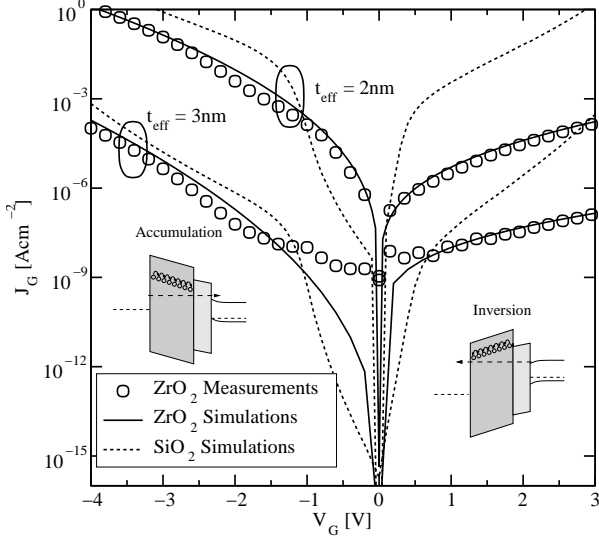 10^0
10^-3
10^-6
10^-9
10^-12
10^-15
J_G [Acm^-2]
t_eff = 2nm
t_eff = 3nm
Accumulation
Inversion
ZrO_2 Measurements
ZrO_2 Simulations
SiO_2 Simulations
−4 −3 −2 −1 0 1 2 3
V_G [V]